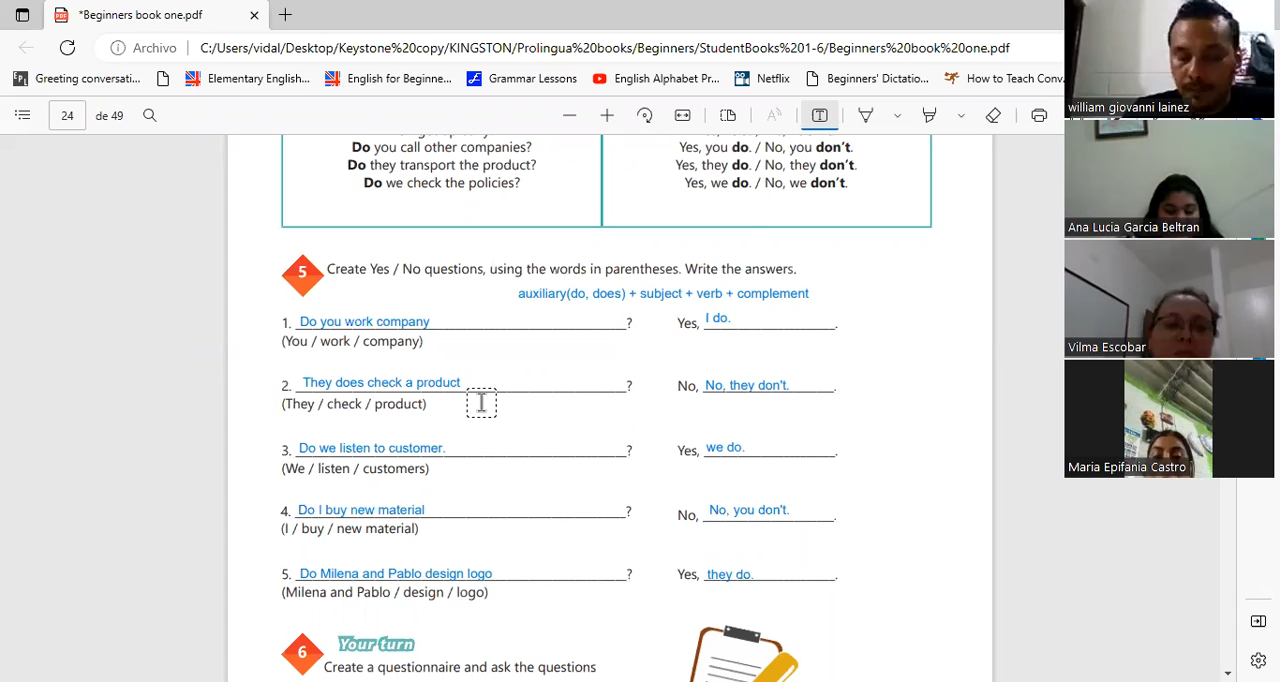 *Beginners book one.pdf
Archivo
C:/Users/vidal/Desktop/Keystone%20copy/KINGSTON/Prolingua%20books/Beginners/StudentBooks%201-6/Beginners%20book%20one.pdf
Greeting conversati...
Elementary English...
English for Beginne...
Grammar Lessons
English Alphabet Pr...
Netflix
Beginners' Dictatio...
How to Teach Conv
24 de 49
Do you call other companies?
Yes, you do. / No, you don't.
Do they transport the product?
Yes, they do. / No, they don't.
Do we check the policies?
Yes, we do. / No, we don't.
5 Create Yes / No questions, using the words in parentheses. Write the answers.
auxiliary(do, does) + subject + verb + complement
1. Do you work company ? Yes, I do. .
(You / work / company)
2. They does check a product ? No, No, they don't. .
(They / check / product)
3. Do we listen to customer. ? Yes, we do. .
(We / listen / customers)
4. Do I buy new material ? No, No, you don't. .
(I / buy / new material)
5. Do Milena and Pablo design logo ? Yes, they do. .
(Milena and Pablo / design / logo)
6 Your turn
Create a questionnaire and ask the questions
william giovanni lainez
Ana Lucia Garcia Beltran
Vilma Escobar
Maria Epifania Castro